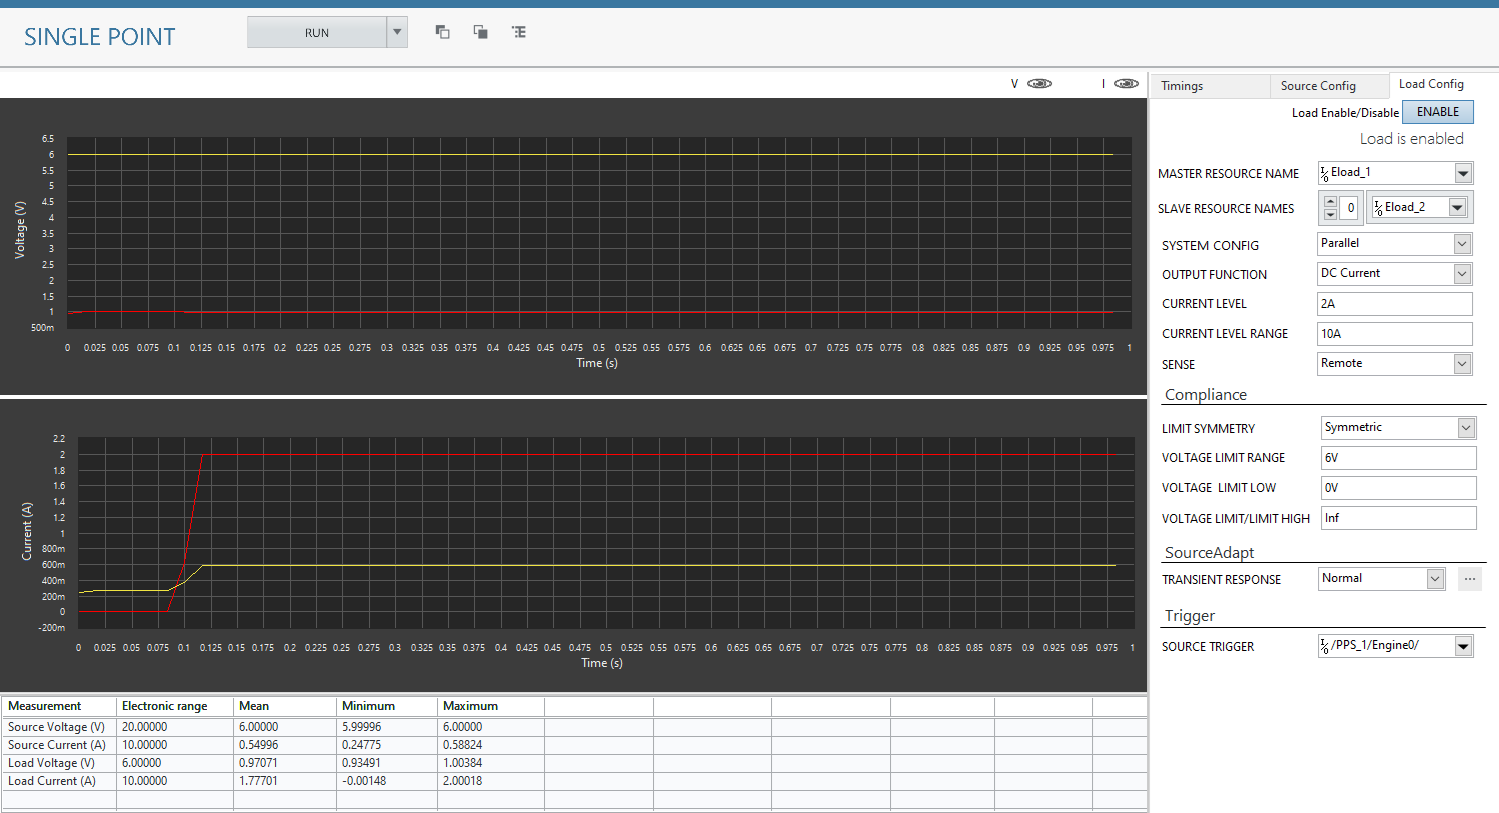 SINGLE POINT
RUN
V
I
Timings
Source Config
Load Config
Load Enable/Disable
ENABLE
Load is enabled
MASTER RESOURCE NAME
Eload_1
SLAVE RESOURCE NAMES
0
Eload_2
SYSTEM CONFIG
Parallel
OUTPUT FUNCTION
DC Current
CURRENT LEVEL
2A
CURRENT LEVEL RANGE
10A
SENSE
Remote
Compliance
LIMIT SYMMETRY
Symmetric
VOLTAGE LIMIT RANGE
6V
VOLTAGE LIMIT LOW
0V
VOLTAGE LIMIT/LIMIT HIGH
Inf
SourceAdapt
TRANSIENT RESPONSE
Normal
...
Trigger
SOURCE TRIGGER
/PPS_1/Engine0/
Voltage (V)
6.5
6
5.5
5
4.5
4
3.5
3
2.5
2
1.5
1
500m
0 0.025 0.05 0.075 0.1 0.125 0.15 0.175 0.2 0.225 0.25 0.275 0.3 0.325 0.35 0.375 0.4 0.425 0.45 0.475 0.5 0.525 0.55 0.575 0.6 0.625 0.65 0.675 0.7 0.725 0.75 0.775 0.8 0.825 0.85 0.875 0.9 0.925 0.95 0.975 1
Time (s)
Current (A)
2.2
2
1.8
1.6
1.4
1.2
1
800m
600m
400m
200m
0
-200m
0 0.025 0.05 0.075 0.1 0.125 0.15 0.175 0.2 0.225 0.25 0.275 0.3 0.325 0.35 0.375 0.4 0.425 0.45 0.475 0.5 0.525 0.55 0.575 0.6 0.625 0.65 0.675 0.7 0.725 0.75 0.775 0.8 0.825 0.85 0.875 0.9 0.925 0.95 0.975 1
Time (s)
Measurement Electronic range Mean Minimum Maximum
Source Voltage (V) 20.00000 6.00000 5.99996 6.00000
Source Current (A) 10.00000 0.54996 0.24775 0.58824
Load Voltage (V) 6.00000 0.97071 0.93491 1.00384
Load Current (A) 10.00000 1.77701 -0.00148 2.00018